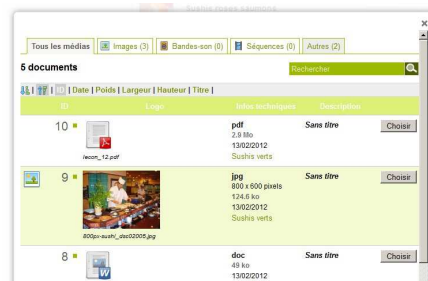 Tous les médias Images (3) Bandes-son (0) Séquences (0) Autres (2)
5 documents
Rechercher
| ID | Date | Poids | Largeur | Hauteur | Titre |
ID Logo Infos techniques Description
10 pdf Sans titre Choisir
2.9 Mo
13/02/2012
Sushis verts
lecon_12.pdf
9 jpg Sans titre Choisir
800 x 600 pixels
124.6 ko
13/02/2012
Sushis verts
800px-sushi_dsc02005.jpg
8 doc Sans titre Choisir
49 ko
13/02/2012